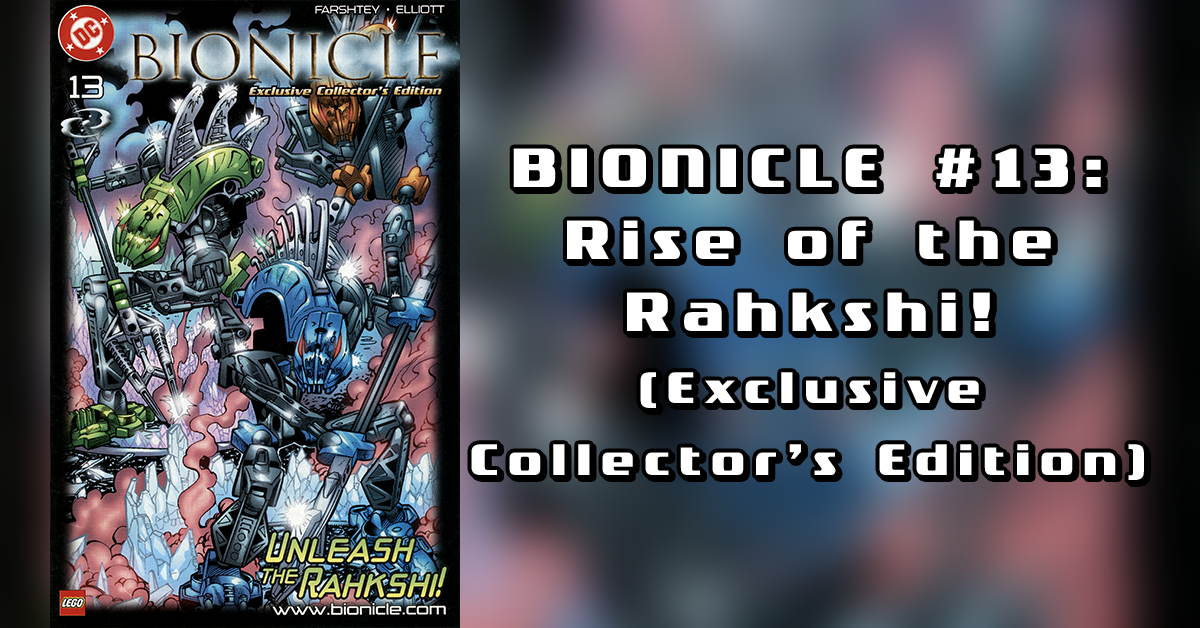 FARSHTEY • ELLIOTT
DC
BIONICLE
Exclusive Collector's Edition
13
UNLEASH
THE RAHKSHI!
LEGO
www.bionicle.com
BIONICLE #13:
Rise of the
Rahkshi!
(Exclusive
Collector's Edition)